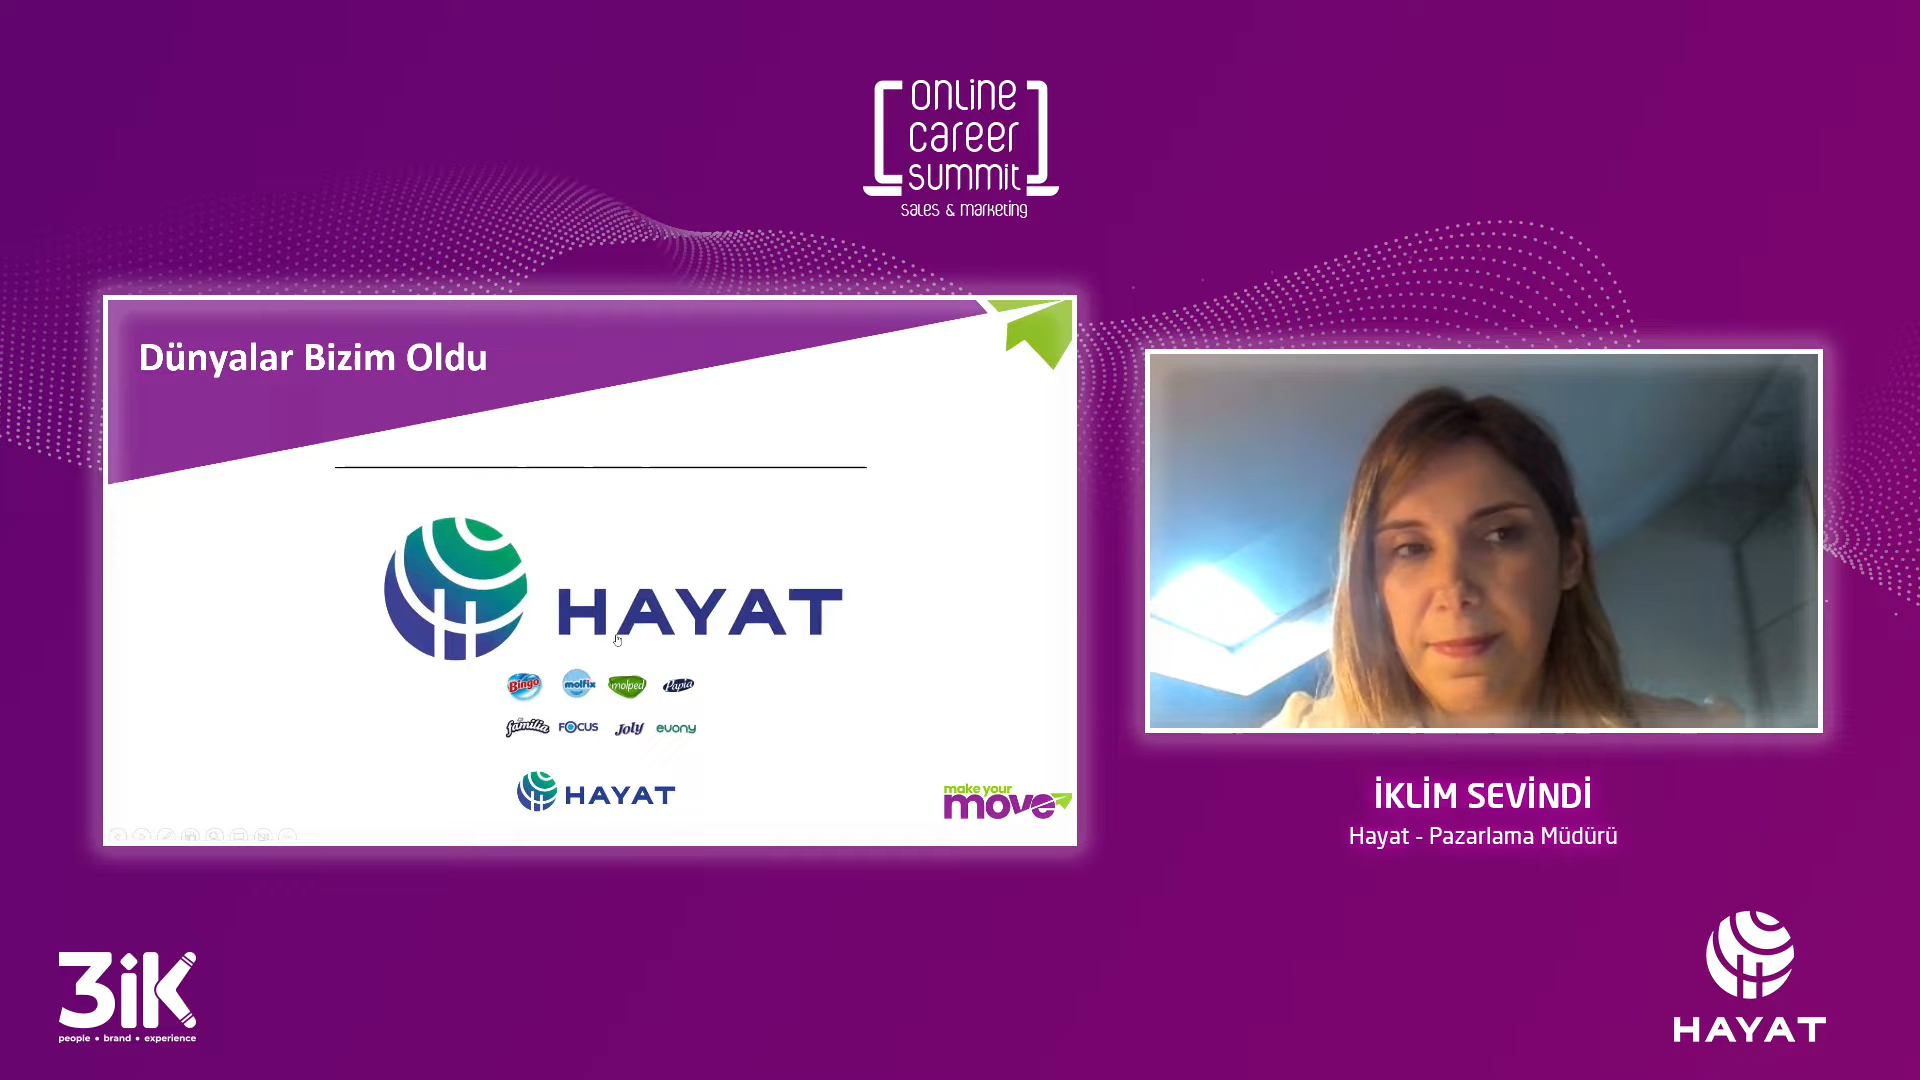 online
career
summit
sales & marketing
Dünyalar Bizim Oldu
HAYAT
Bingo molfix molped Papia
familia FOCUS Joly evony
HAYAT
make your
move
İKLİM SEVİNDİ
Hayat - Pazarlama Müdürü
3iK
people • brand • experience
HAYAT